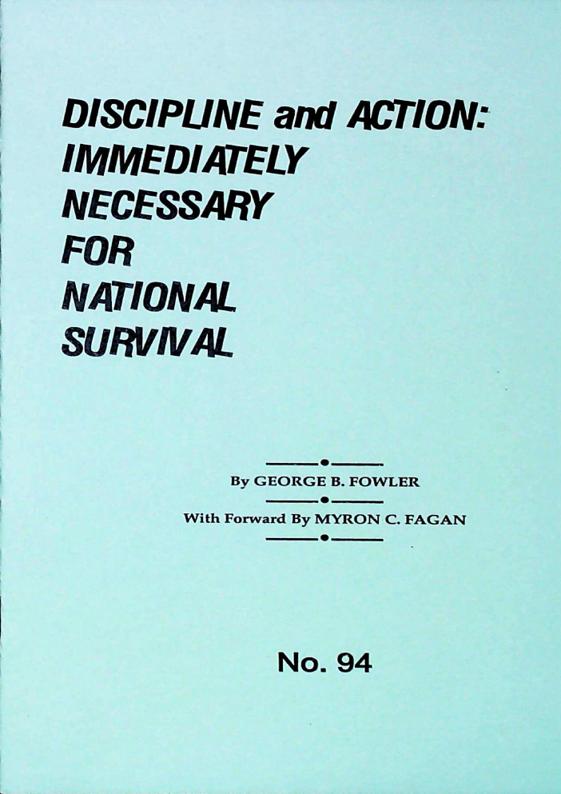 DISCIPLINE and ACTION:
IMMEDIATELY
NECESSARY
FOR
NATIONAL
SURVIVAL
By GEORGE B. FOWLER
With Forward By MYRON C. FAGAN
No. 94